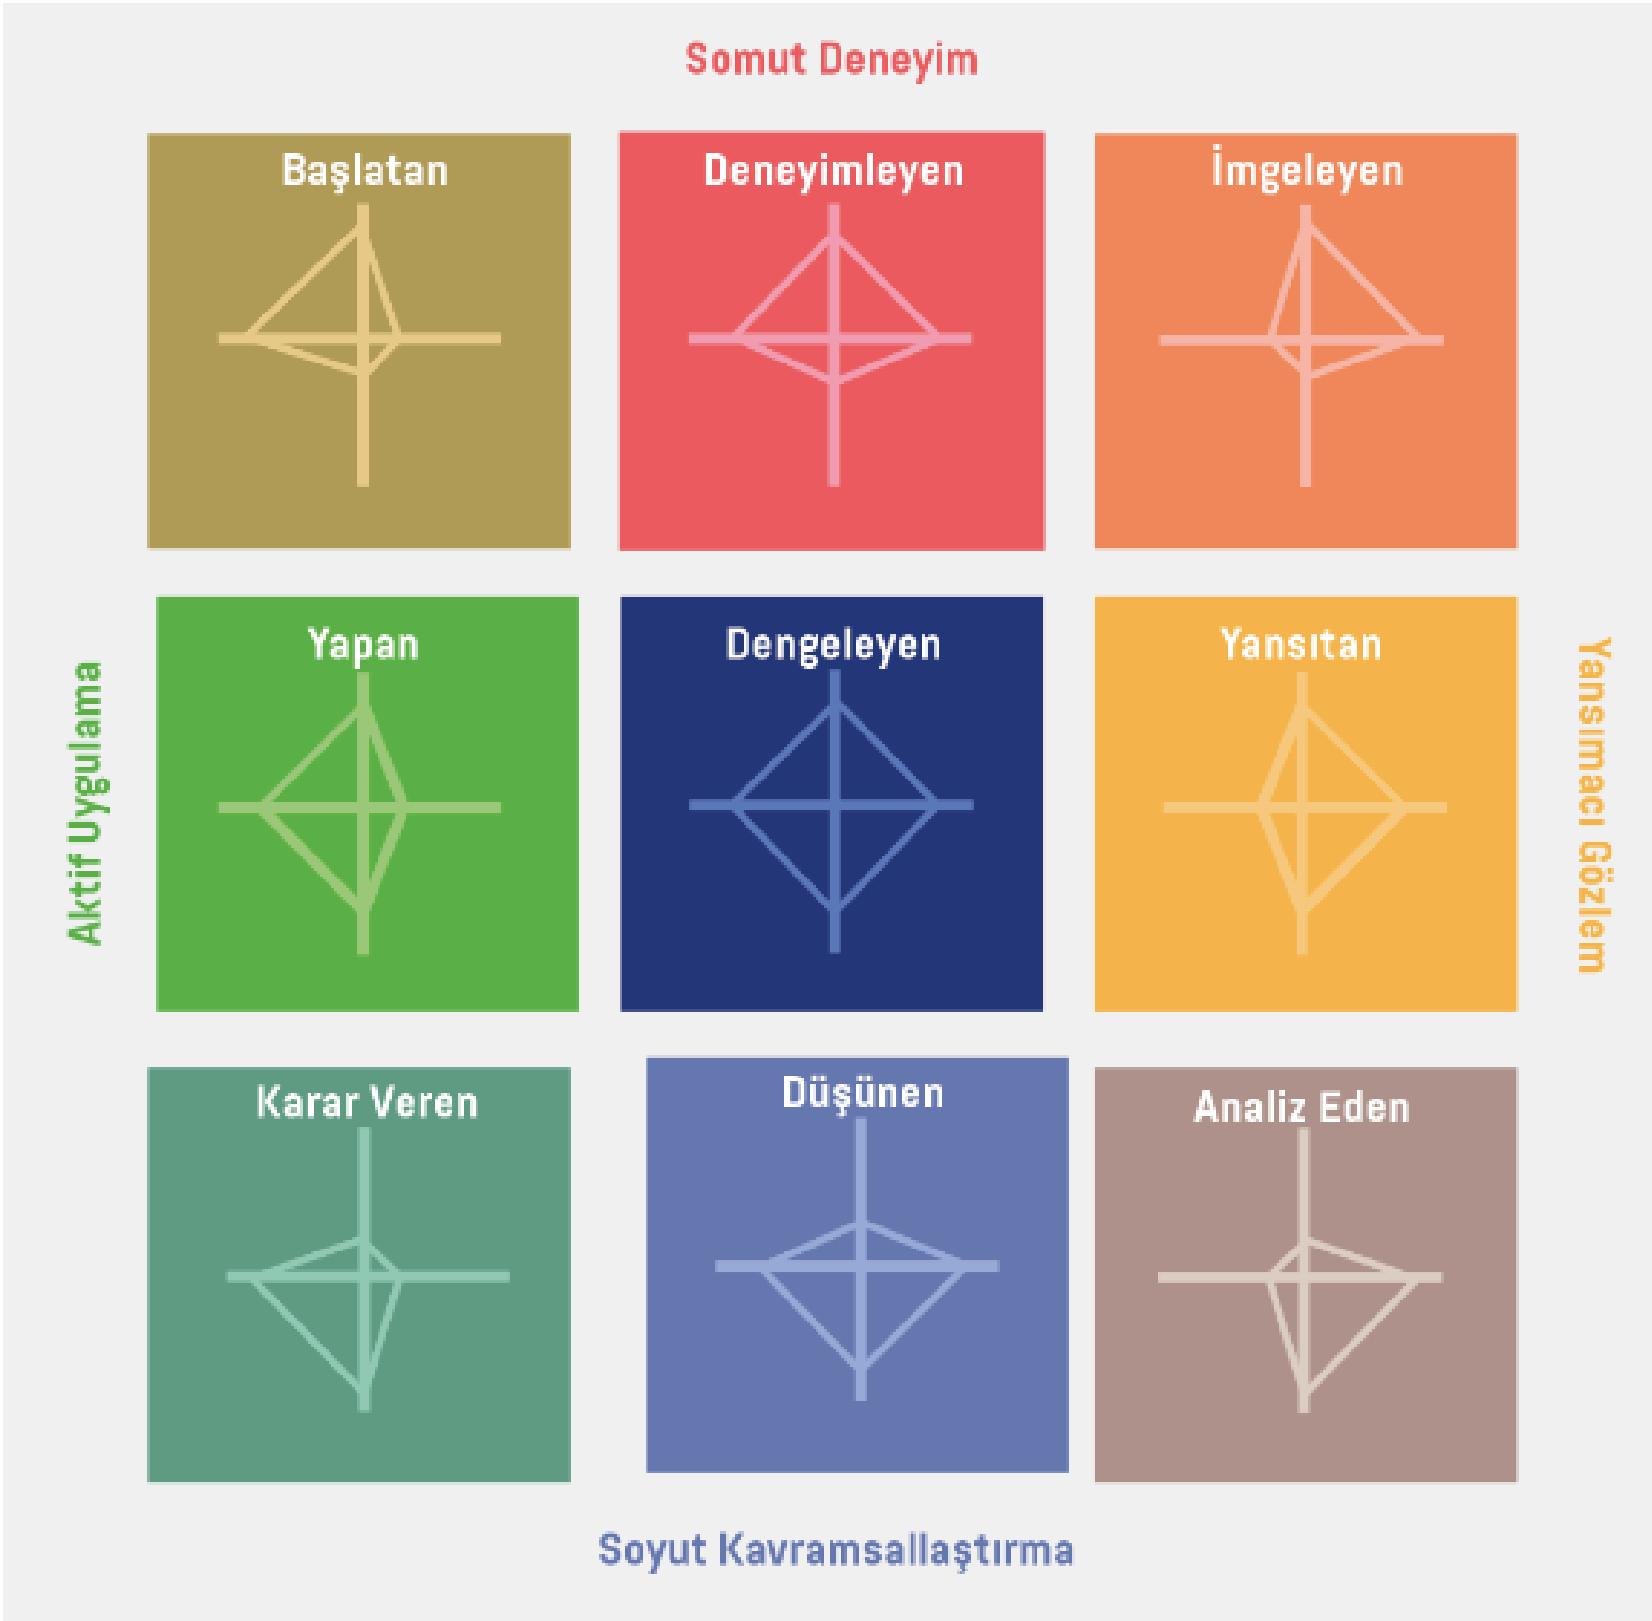 Somut Deneyim
Başlatan
Deneyimleyen
İmgeleyen
Aktif Uygulama
Yapan
Dengeleyen
Yansıtan
Yansımacı Gözlem
Karar Veren
Düşünen
Analiz Eden
Soyut Kavramsallaştırma